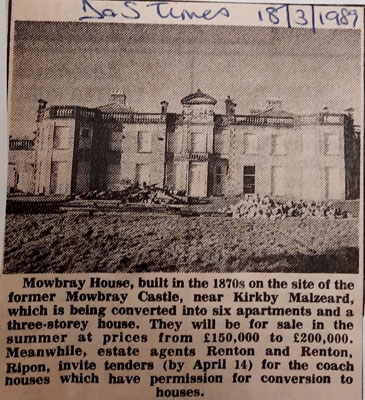 D&S Times 18/3/1989
Mowbray House, built in the 1870s on the site of the
former Mowbray Castle, near Kirkby Malzeard,
which is being converted into six apartments and a
three-storey house. They will be for sale in the
summer at prices from £150,000 to £200,000.
Meanwhile, estate agents Renton and Renton,
Ripon, invite tenders (by April 14) for the coach
houses which have permission for conversion to
houses.